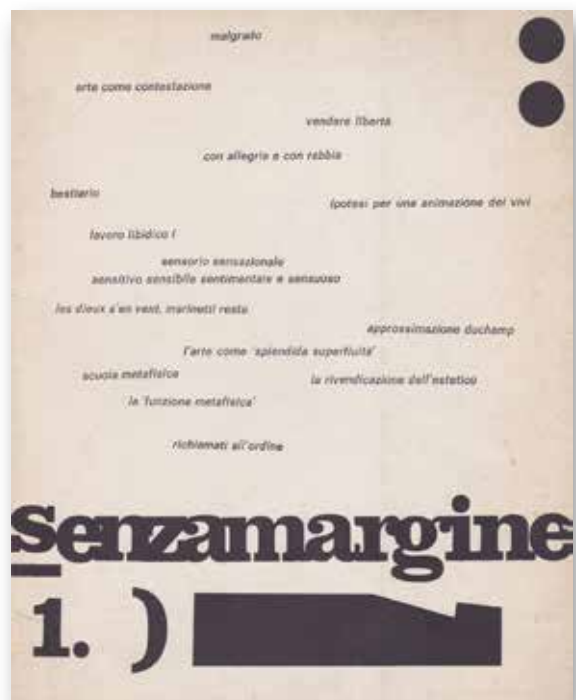 malgrado
arte come contestazione
vendere libertà
con allegria e con rabbia
bestiario
ipotesi per una animazione dei vivi
lavoro libidico I
sensorio sensazionale
sensitivo sensibile sentimentale e sensuoso
les dieux s'en vont, marinetti reste
approssimazione duchamp
l'arte come 'splendida superfluità'
scuola metafisica
la rivendicazione dell'estetico
la 'funzione metafisica'
richiamati all'ordine
Senzamargine
1. )